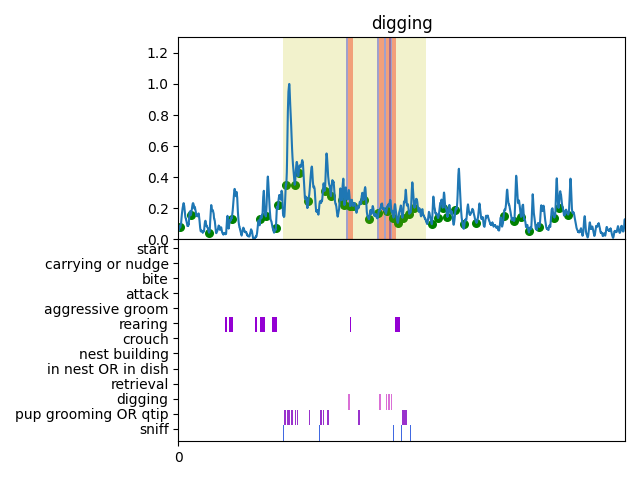 digging
1.2
1.0
0.8
0.6
0.4
0.2
0.0
start
carrying or nudge
bite
attack
aggressive groom
rearing
crouch
nest building
in nest OR in dish
retrieval
digging
pup grooming OR qtip
sniff
0